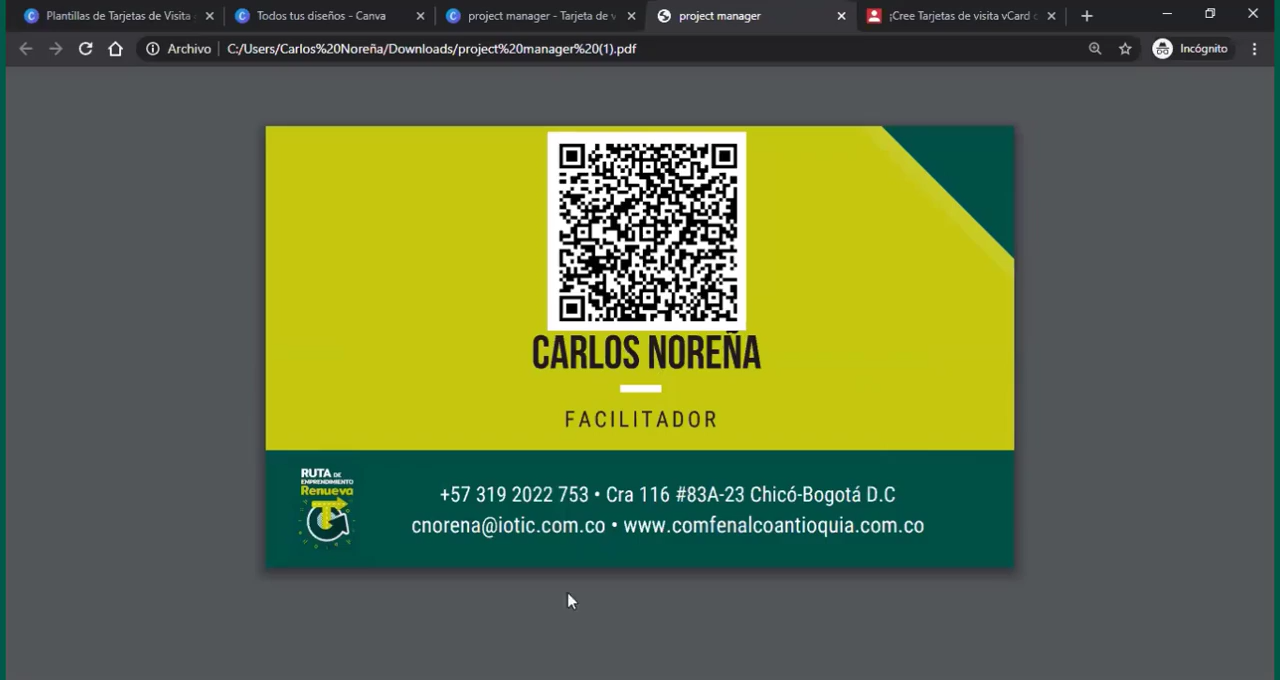 Plantillas de Tarjetas de Visita
Todos tus diseños - Canva
project manager - Tarjeta de v
project manager
¡Cree Tarjetas de visita vCard c
Archivo
C:/Users/Carlos%20Noreña/Downloads/project%20manager%20(1).pdf
Incógnito
CARLOS NOREÑA
FACILITADOR
RUTA DE
EMPRENDIMIENTO
Renueva
+57 319 2022 753 • Cra 116 #83A-23 Chicó-Bogotá D.C
cnorena@iotic.com.co • www.comfenalcoantioquia.com.co